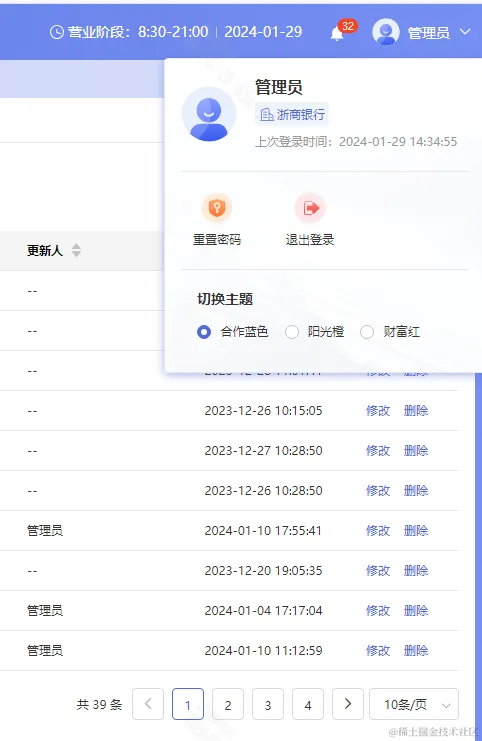 营业阶段：8:30-21:00 | 2024-01-29 32 管理员
管理员
浙商银行
上次登录时间：2024-01-29 14:34:55
重置密码 退出登录
切换主题
合作蓝色 阳光橙 财富红
更新人
--
--
--
-- 2023-12-26 10:15:05 修改 删除
-- 2023-12-27 10:28:50 修改 删除
-- 2023-12-26 10:28:50 修改 删除
管理员 2024-01-10 17:55:41 修改 删除
-- 2023-12-20 19:05:35 修改 删除
管理员 2024-01-04 17:17:04 修改 删除
管理员 2024-01-10 11:12:59 修改 删除
共 39 条 < 1 2 3 4 > 10条/页
@稀土掘金技术社区